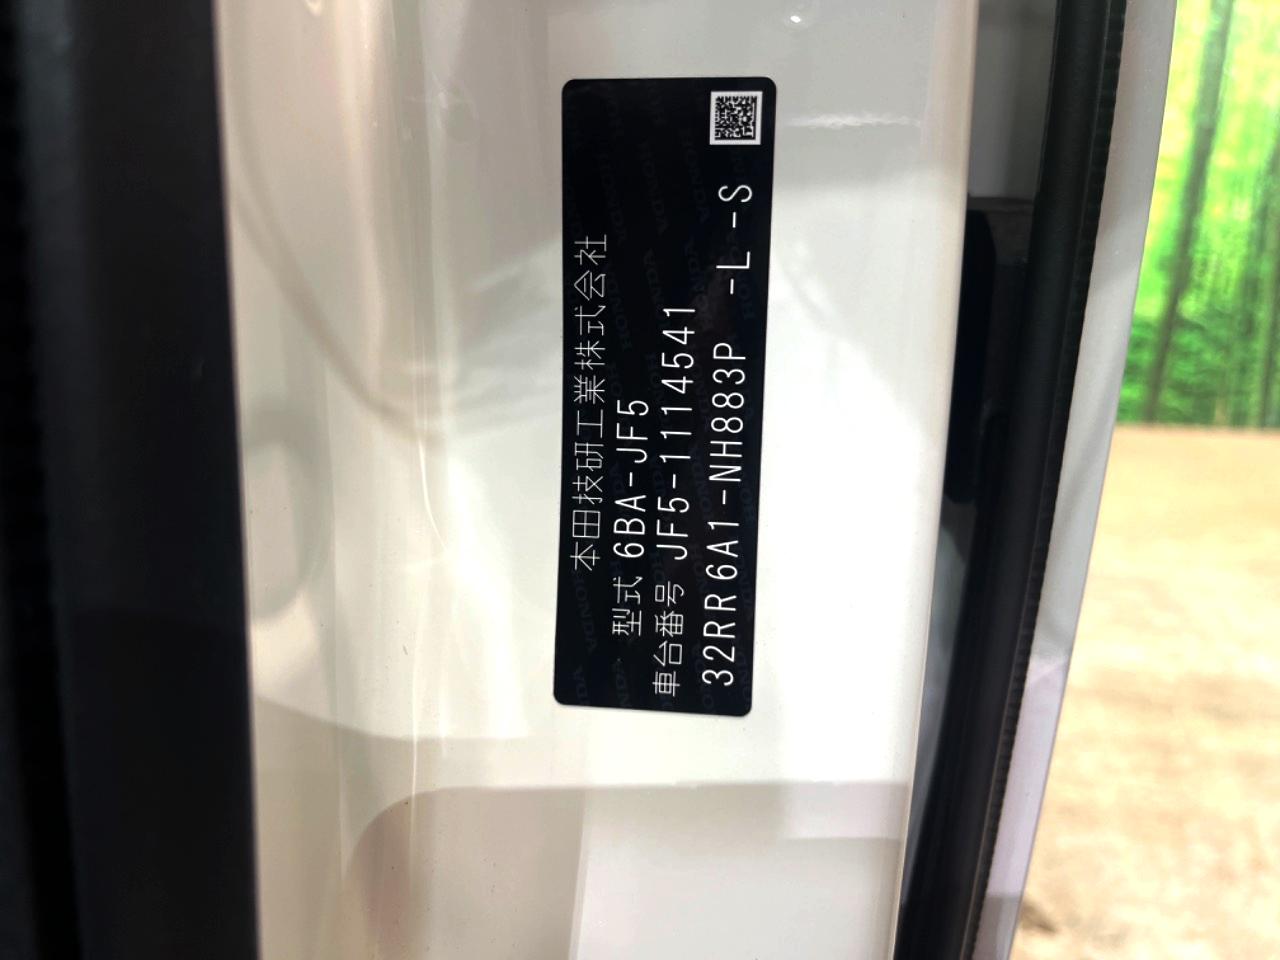 本田技研工業株式会社
型式 6BA-JF5
車台番号 JF5-1114541
32RR6A1-NH883P -L -S